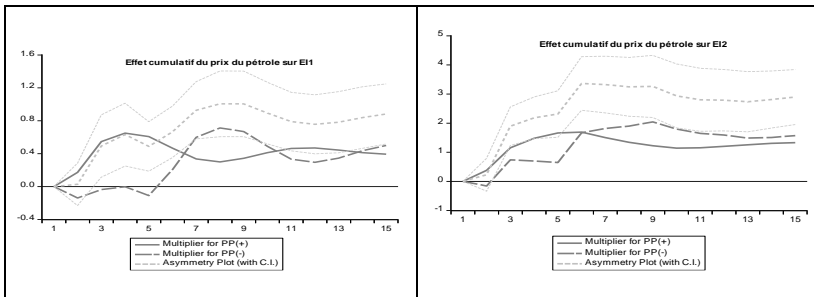 Effet cumulatif du prix du pétrole sur EI1
1.6
1.2
0.8
0.4
0.0
-0.4
1 3 5 7 9 11 13 15
Multiplier for PP(+)
Multiplier for PP(-)
Asymmetry Plot (with C.I.)
Effet cumulatif du prix du pétrole sur EI2
5
4
3
2
1
0
-1
1 3 5 7 9 11 13 15
Multiplier for PP(+)
Multiplier for PP(-)
Asymmetry Plot (with C.I.)